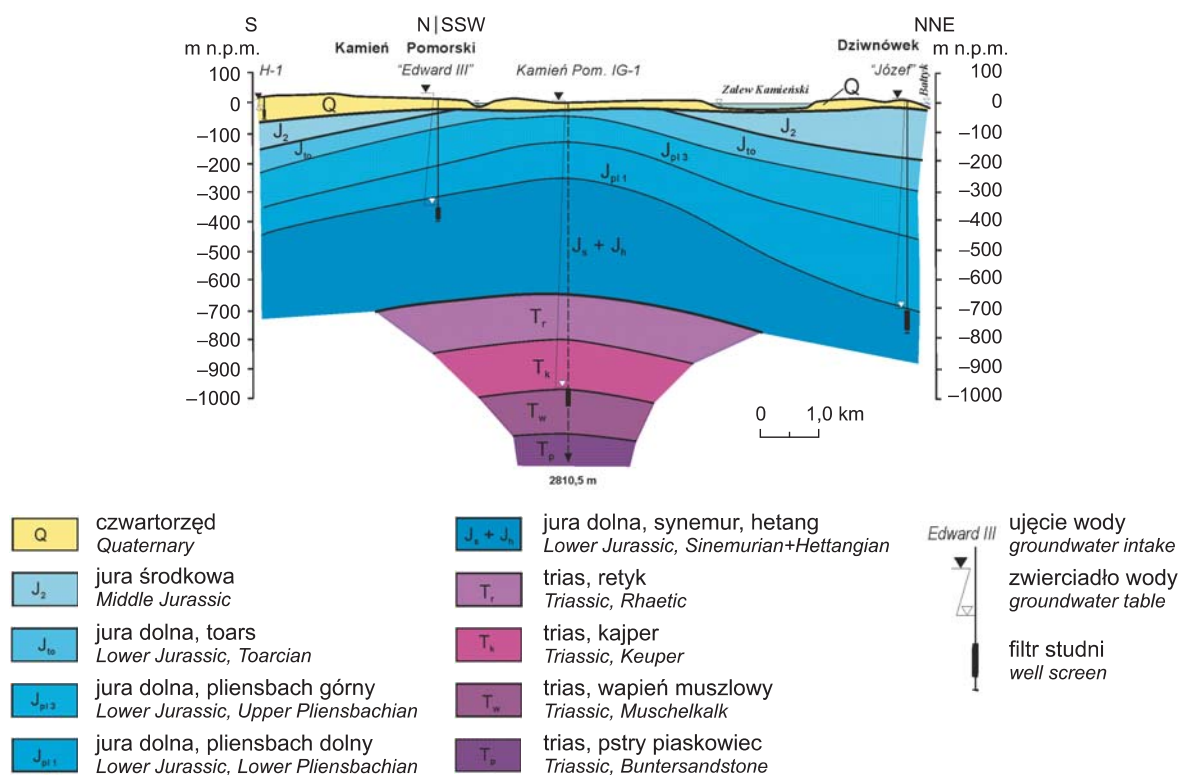 S N|SSW NNE
m n.p.m. Kamień Pomorski Dziwnówek m n.p.m.
H-1 "Edward III" Kamień Pom. IG-1 "Józef" Bałtyk
100 100
0 Q Zalew Kamieński Q 0
–100 J2 J2 –100
–200 Jto Jpl 3 Jto –200
–300 Jpl 1 –300
–400 –400
–500 Js + Jh –500
–600 –600
–700 Tr –700
–800 –800
–900 Tk –900
–1000 –1000
Tw 0 1,0 km
Tp
2810,5 m
Q czwartorzęd
Quaternary
J2 jura środkowa
Middle Jurassic
Jto jura dolna, toars
Lower Jurassic, Toarcian
Jpl 3 jura dolna, pliensbach górny
Lower Jurassic, Upper Pliensbachian
Jpl 1 jura dolna, pliensbach dolny
Lower Jurassic, Lower Pliensbachian
Js + Jh jura dolna, synemur, hetang
Lower Jurassic, Sinemurian+Hettangian
Tr trias, retyk
Triassic, Rhaetic
Tk trias, kajper
Triassic, Keuper
Tw trias, wapień muszlowy
Triassic, Muschelkalk
Tp trias, pstry piaskowiec
Triassic, Buntersandstone
Edward III ujęcie wody
groundwater intake
zwierciadło wody
groundwater table
filtr studni
well screen